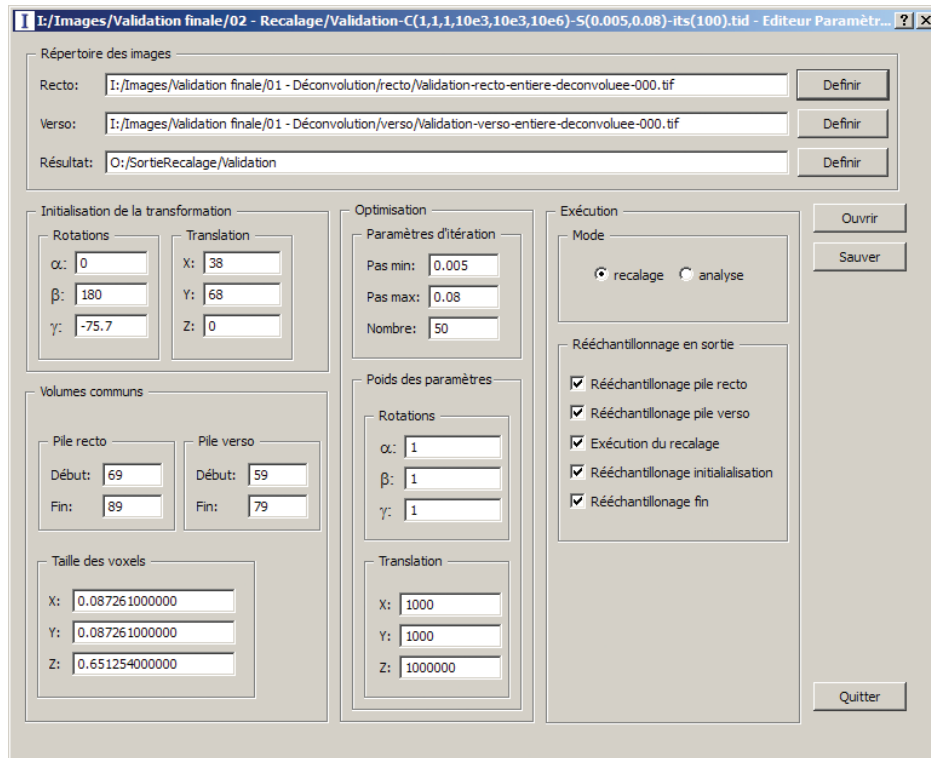 I:/Images/Validation finale/02 - Recalage/Validation-C(1,1,1,10e3,10e3,10e6)-S(0.005,0.08)-its(100).tid - Editeur Paramètr...
Répertoire des images
Recto: I:/Images/Validation finale/01 - Déconvolution/recto/Validation-recto-entiere-deconvoluee-000.tif Definir
Verso: I:/Images/Validation finale/01 - Déconvolution/verso/Validation-verso-entiere-deconvoluee-000.tif Definir
Résultat: O:/SortieRecalage/Validation Definir
Initialisation de la transformation
Rotations
α: 0
β: 180
γ: -75.7
Translation
X: 38
Y: 68
Z: 0
Volumes communs
Pile recto
Début: 69
Fin: 89
Pile verso
Début: 59
Fin: 79
Taille des voxels
X: 0.087261000000
Y: 0.087261000000
Z: 0.651254000000
Optimisation
Paramètres d'itération
Pas min: 0.005
Pas max: 0.08
Nombre: 50
Poids des paramètres
Rotations
α: 1
β: 1
γ: 1
Translation
X: 1000
Y: 1000
Z: 1000000
Exécution
Mode
recalage analyse
Rééchantillonnage en sortie
Rééchantillonage pile recto
Rééchantillonage pile verso
Exécution du recalage
Rééchantillonage initialialisation
Rééchantillonage fin
Ouvrir
Sauver
Quitter